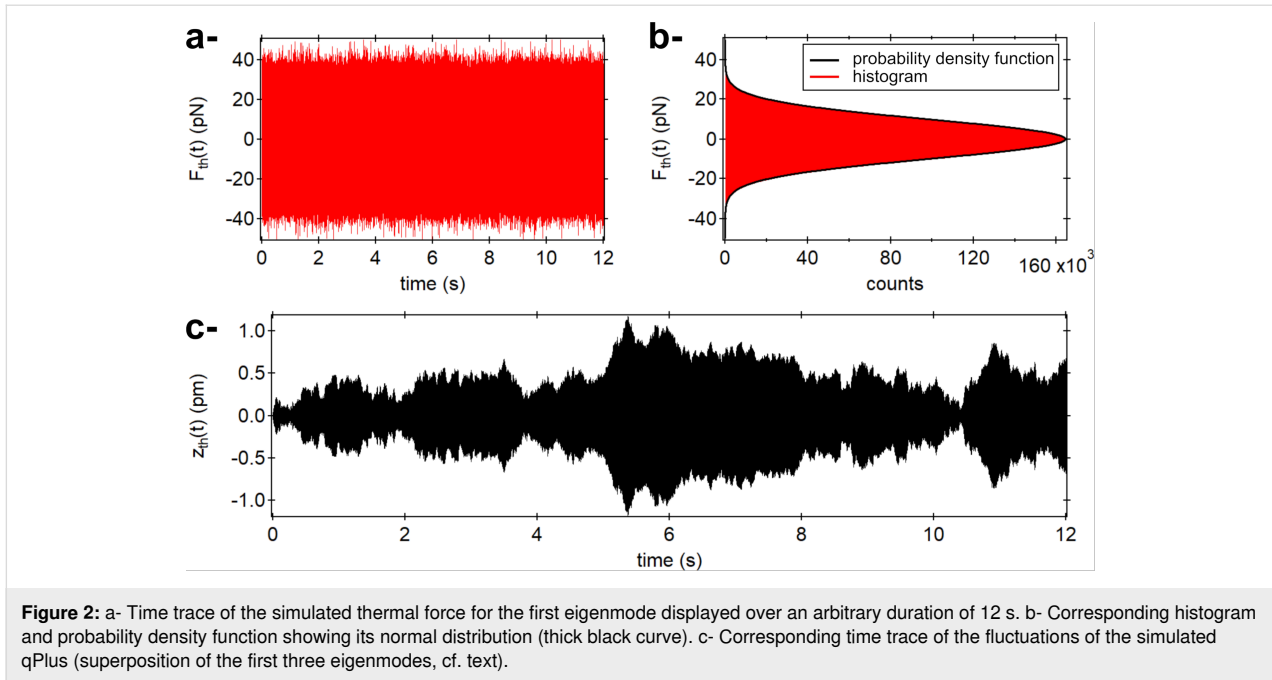 a-
40
20
0
-20
-40
F_th(t) (pN)
0 2 4 6 8 10 12
time (s)
b-
probability density function
histogram
40
20
0
-20
-40
F_th(t) (pN)
0 40 80 120 160 x10³
counts
c-
1.0
0.5
0.0
-0.5
-1.0
z_th(t) (pm)
0 2 4 6 8 10 12
time (s)
Figure 2: a- Time trace of the simulated thermal force for the first eigenmode displayed over an arbitrary duration of 12 s. b- Corresponding histogram
and probability density function showing its normal distribution (thick black curve). c- Corresponding time trace of the fluctuations of the simulated
qPlus (superposition of the first three eigenmodes, cf. text).